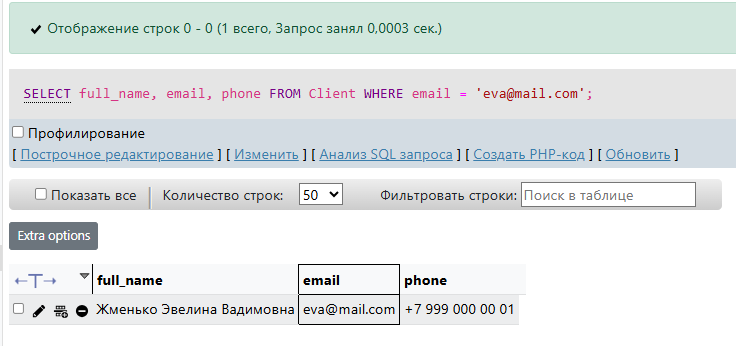 Отображение строк 0 - 0 (1 всего, Запрос занял 0,0003 сек.)
SELECT full_name, email, phone FROM Client WHERE email = 'eva@mail.com';
Профилирование
[ Построчное редактирование ] [ Изменить ] [ Анализ SQL запроса ] [ Создать PHP-код ] [ Обновить ]
Показать все Количество строк: 50 Фильтровать строки: Поиск в таблице
Extra options
←T→ full_name email phone
Жменько Эвелина Вадимовна eva@mail.com +7 999 000 00 01